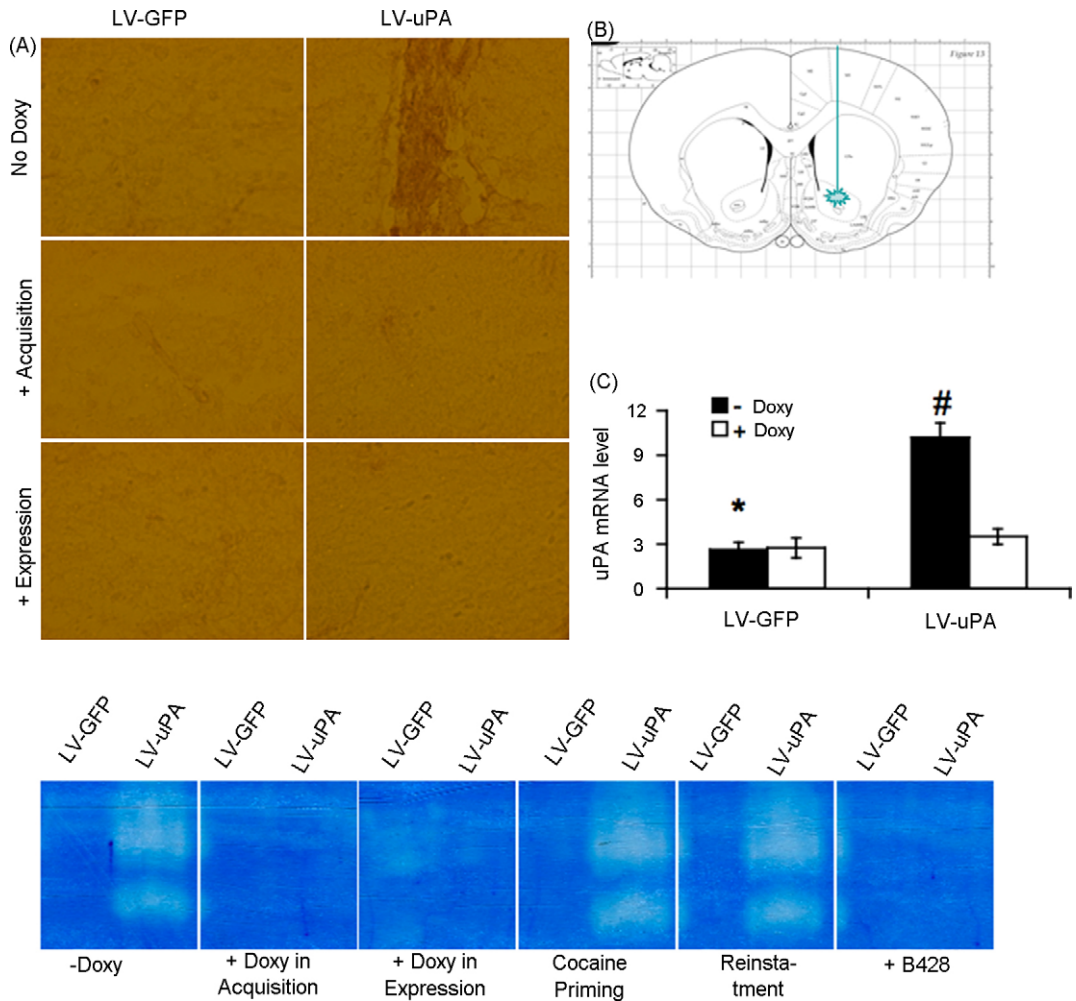 LV-GFP LV-uPA
(A)
No Doxy
+ Acquisition
+ Expression
(B)
Figure 13
(C)
- Doxy
+ Doxy
uPA mRNA level
12
9
6
3
0
*
#
LV-GFP LV-uPA
LV-GFP LV-uPA LV-GFP LV-uPA LV-GFP LV-uPA LV-GFP LV-uPA LV-GFP LV-uPA LV-GFP LV-uPA
-Doxy
+ Doxy in
Acquisition
+ Doxy in
Expression
Cocaine
Priming
Reinsta-
tment
+ B428